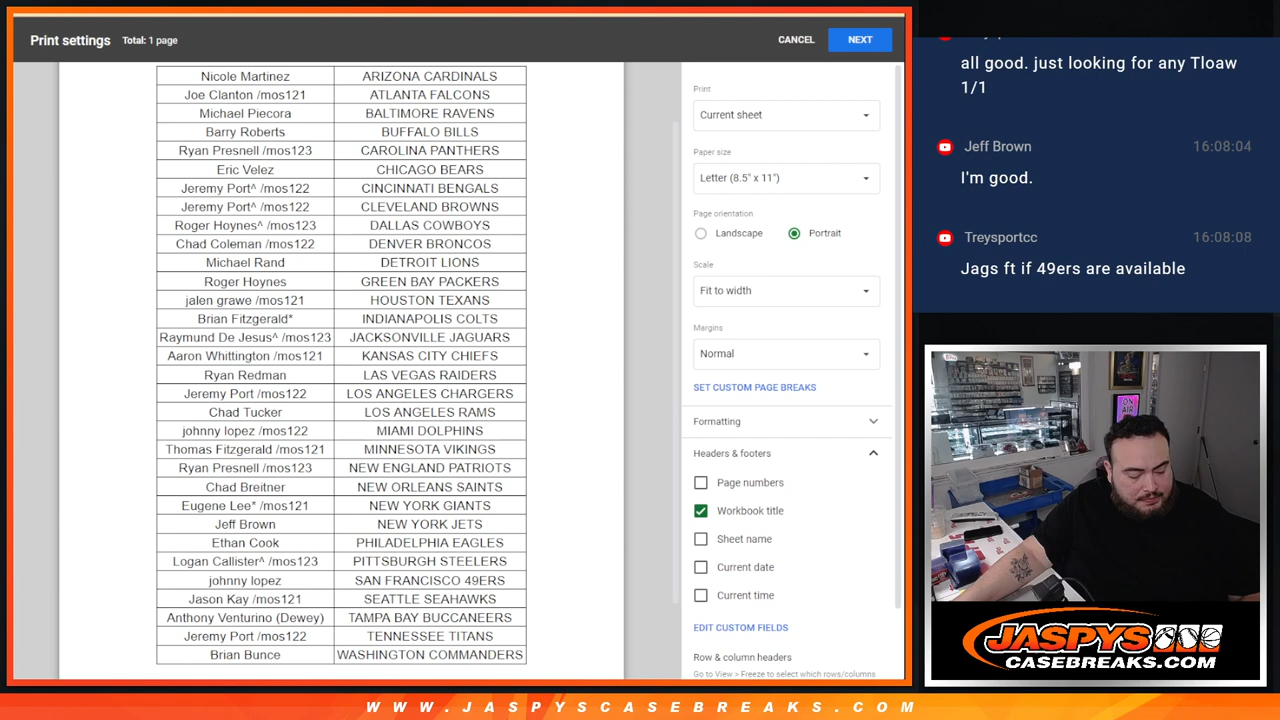 Print settings Total: 1 page CANCEL NEXT
Nicole Martinez ARIZONA CARDINALS
Joe Clanton /mos121 ATLANTA FALCONS
Michael Piecora BALTIMORE RAVENS
Barry Roberts BUFFALO BILLS
Ryan Presnell /mos123 CAROLINA PANTHERS
Eric Velez CHICAGO BEARS
Jeremy Port^ /mos122 CINCINNATI BENGALS
Jeremy Port^ /mos122 CLEVELAND BROWNS
Roger Hoynes^ /mos123 DALLAS COWBOYS
Chad Coleman /mos122 DENVER BRONCOS
Michael Rand DETROIT LIONS
Roger Hoynes GREEN BAY PACKERS
jalen grawe /mos121 HOUSTON TEXANS
Brian Fitzgerald* INDIANAPOLIS COLTS
Raymund De Jesus^ /mos123 JACKSONVILLE JAGUARS
Aaron Whittington /mos121 KANSAS CITY CHIEFS
Ryan Redman LAS VEGAS RAIDERS
Jeremy Port /mos122 LOS ANGELES CHARGERS
Chad Tucker LOS ANGELES RAMS
johnny lopez /mos122 MIAMI DOLPHINS
Thomas Fitzgerald /mos121 MINNESOTA VIKINGS
Ryan Presnell /mos123 NEW ENGLAND PATRIOTS
Chad Breitner NEW ORLEANS SAINTS
Eugene Lee* /mos121 NEW YORK GIANTS
Jeff Brown NEW YORK JETS
Ethan Cook PHILADELPHIA EAGLES
Logan Callister^ /mos123 PITTSBURGH STEELERS
johnny lopez SAN FRANCISCO 49ERS
Jason Kay /mos121 SEATTLE SEAHAWKS
Anthony Venturino (Dewey) TAMPA BAY BUCCANEERS
Jeremy Port /mos122 TENNESSEE TITANS
Brian Bunce WASHINGTON COMMANDERS
Print
Current sheet
Paper size
Letter (8.5" x 11")
Page orientation
Landscape Portrait
Scale
Fit to width
Margins
Normal
SET CUSTOM PAGE BREAKS
Formatting
Headers & footers
Page numbers
Workbook title
Sheet name
Current date
Current time
EDIT CUSTOM FIELDS
Row & column headers
Go to View > Freeze to select which rows/columns
all good. just looking for any Tloaw
1/1
Jeff Brown 16:08:04
I'm good.
Treysportcc 16:08:08
Jags ft if 49ers are available
ON
AIR
JASPYS
CASEBREAKS.COM
WWW.JASPYSCASEBREAKS.COM